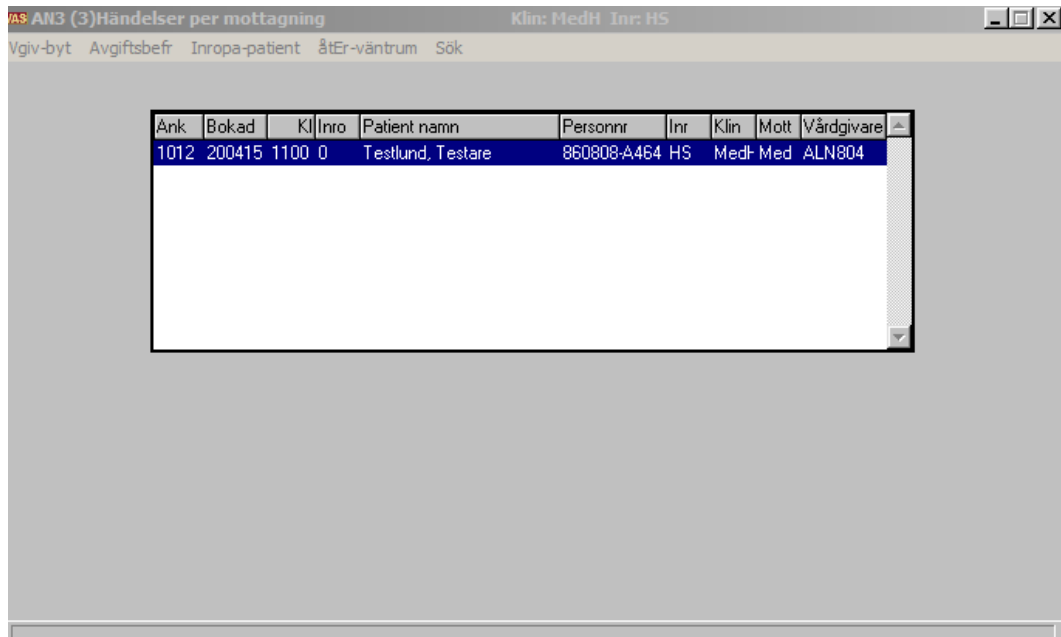 VAS AN3 (3)Händelser per mottagning Klin: MedH Inr: HS
Vgiv-byt Avgiftsbefr Inropa-patient åtEr-väntrum Sök
Ank Bokad Kl Inro Patient namn Personnr Inr Klin Mott Vårdgivare
1012 200415 1100 0 Testlund, Testare 860808-A464 HS MedH Med ALN804